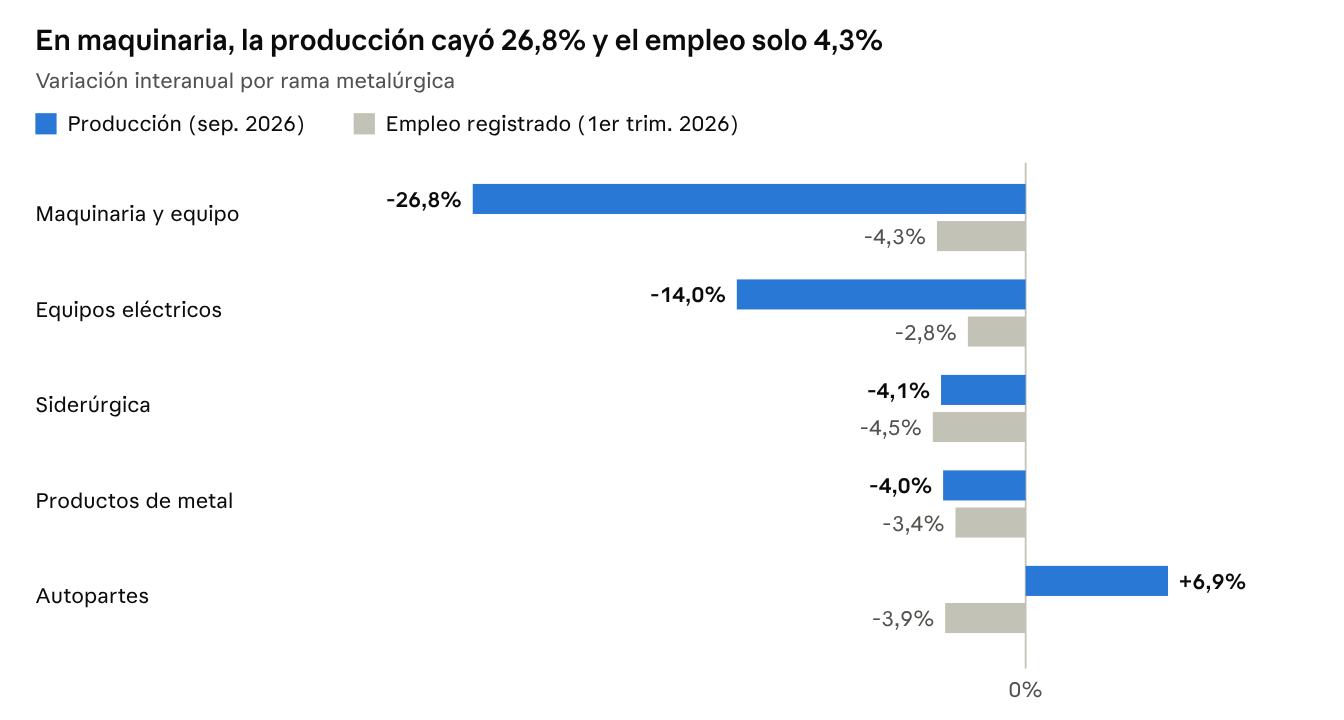 En maquinaria, la producción cayó 26,8% y el empleo solo 4,3%
Variación interanual por rama metalúrgica
Producción (sep. 2026) Empleo registrado (1er trim. 2026)
Maquinaria y equipo
-26,8%
-4,3%
Equipos eléctricos
-14,0%
-2,8%
Siderúrgica
-4,1%
-4,5%
Productos de metal
-4,0%
-3,4%
Autopartes
+6,9%
-3,9%
0%